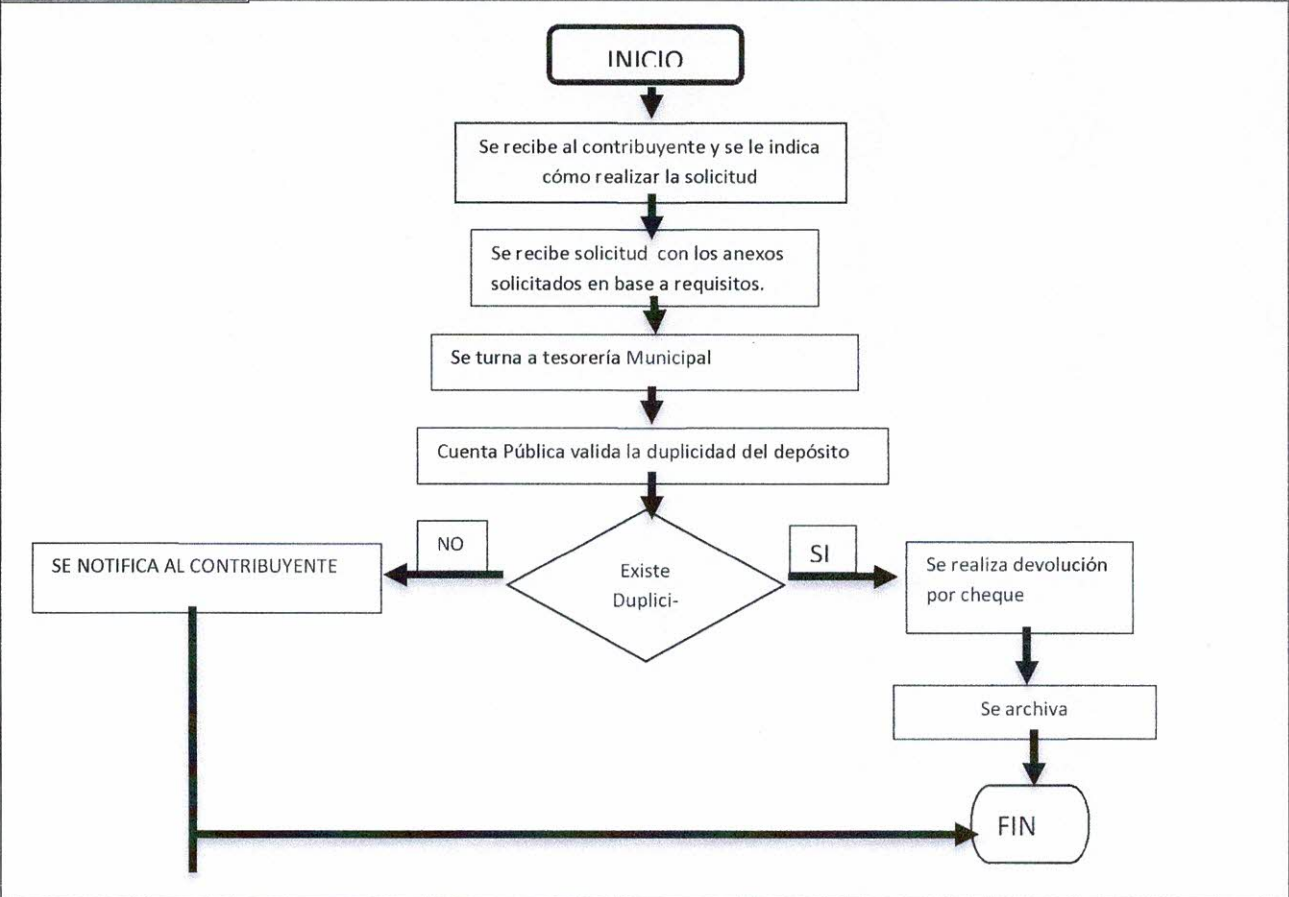 INICIO
Se recibe al contribuyente y se le indica
cómo realizar la solicitud
Se recibe solicitud con los anexos
solicitados en base a requisitos.
Se turna a tesorería Municipal
Cuenta Pública valida la duplicidad del depósito
NO
SI
SE NOTIFICA AL CONTRIBUYENTE
Existe
Duplici-
Se realiza devolución
por cheque
Se archiva
FIN